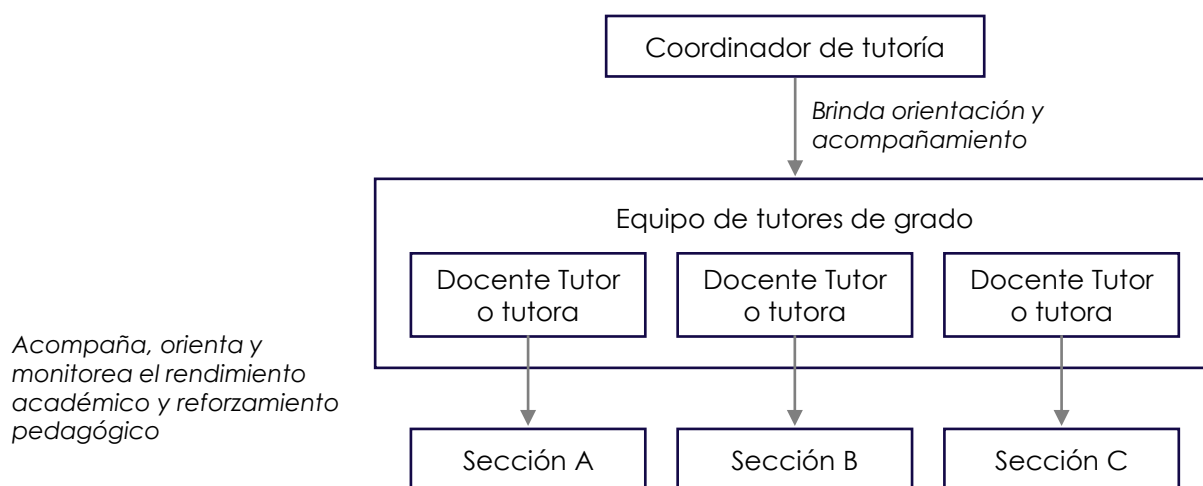 Coordinador de tutoría
Brinda orientación y
acompañamiento
Equipo de tutores de grado
Docente Tutor
o tutora
Docente Tutor
o tutora
Docente Tutor
o tutora
Acompaña, orienta y
monitorea el rendimiento
académico y reforzamiento
pedagógico
Sección A
Sección B
Sección C